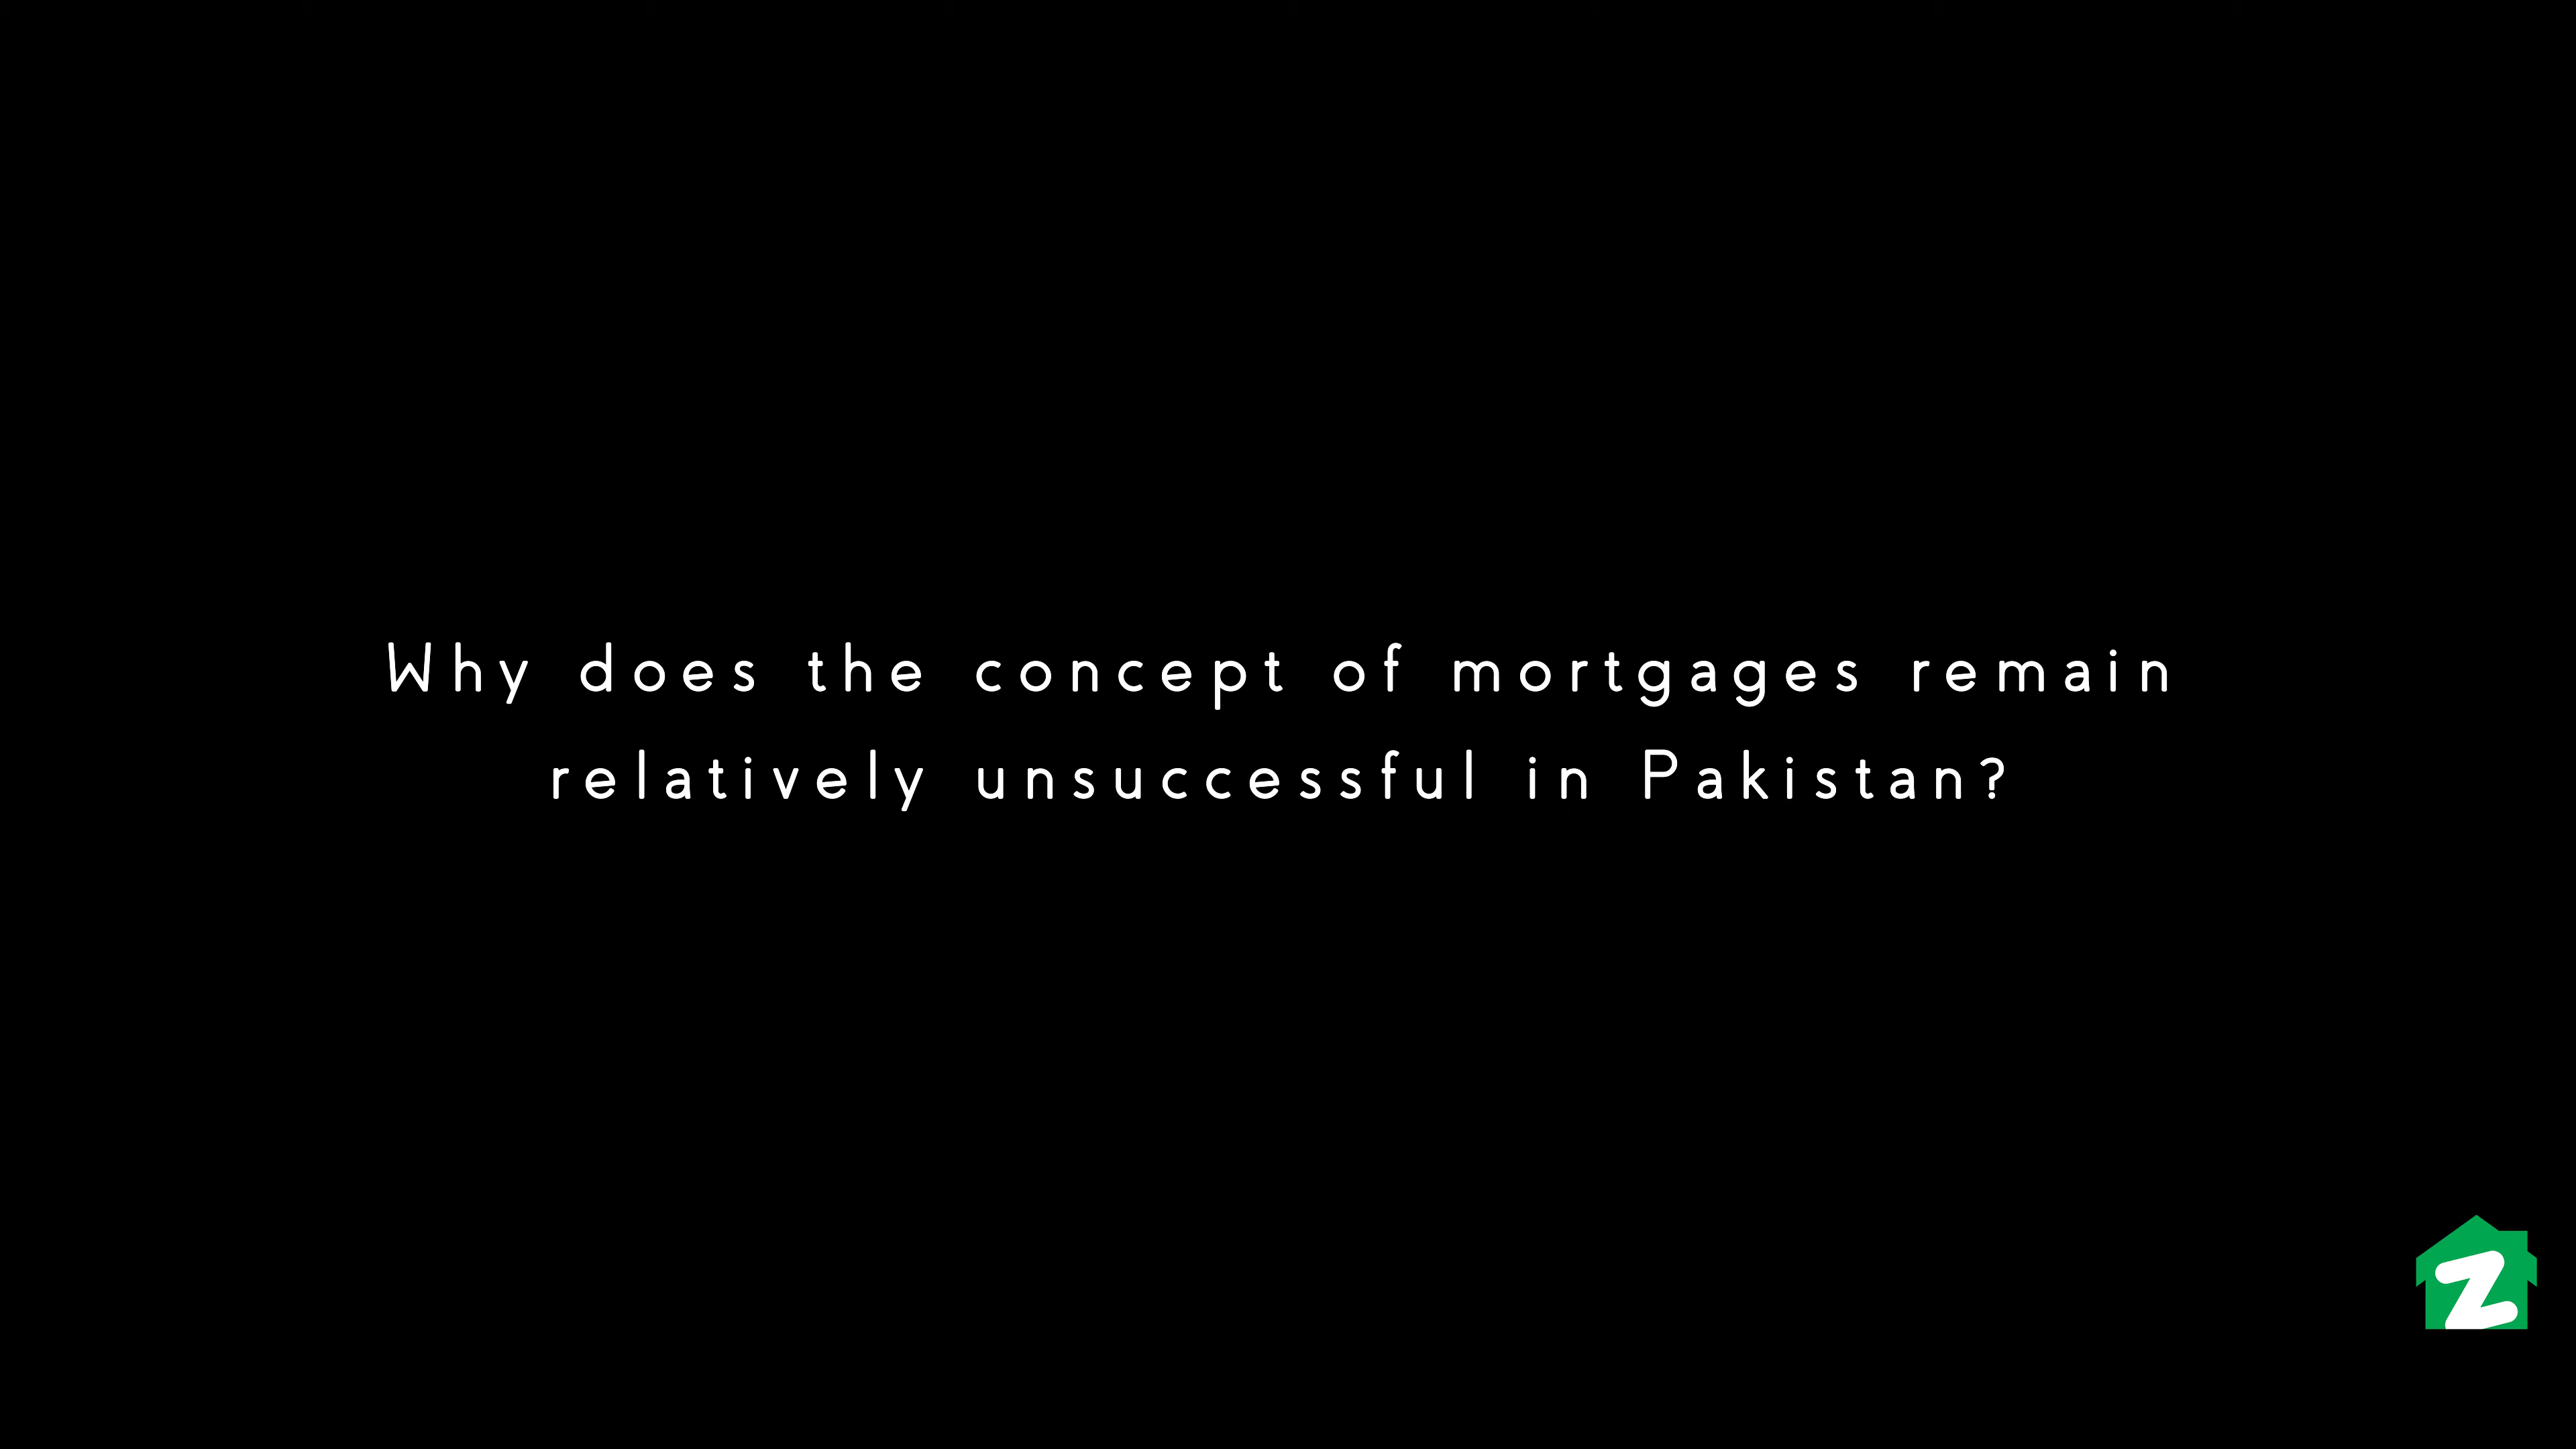 Why does the concept of mortgages remain
relatively unsuccessful in Pakistan?
Z